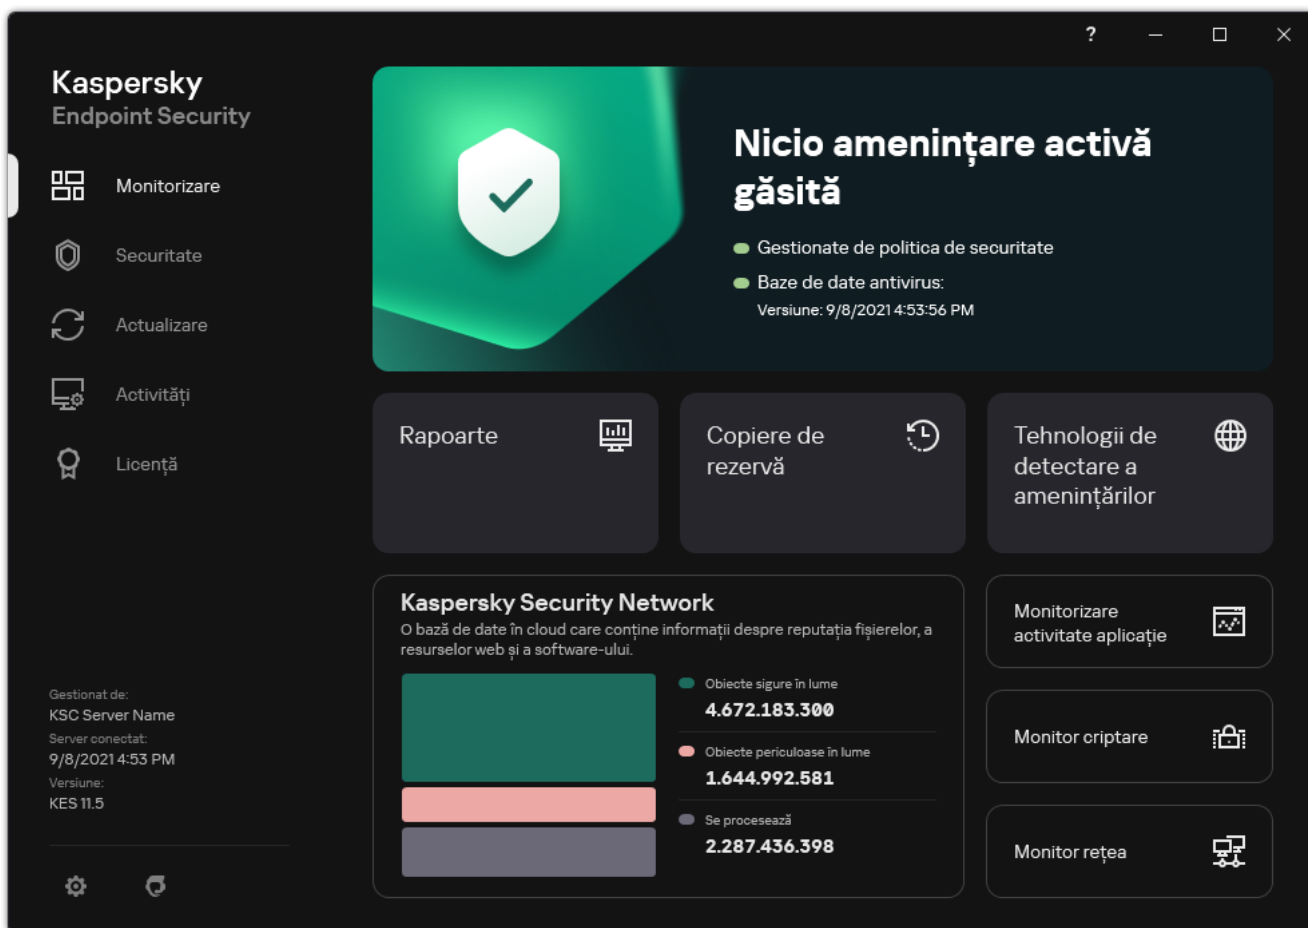 ?
Kaspersky
Endpoint Security
Monitorizare
Securitate
Actualizare
Activități
Licență
Gestionat de:
KSC Server Name
Server conectat:
9/8/2021 4:53 PM
Versiune:
KES 11.5
Nicio amenințare activă
găsită
Gestionate de politica de securitate
Baze de date antivirus:
Versiune: 9/8/2021 4:53:56 PM
Rapoarte
Copiere de
rezervă
Tehnologii de
detectare a
amenințărilor
Kaspersky Security Network
O bază de date în cloud care conține informații despre reputația fișierelor, a
resurselor web și a software-ului.
Obiecte sigure în lume
4.672.183.300
Obiecte periculoase în lume
1.644.992.581
Se procesează
2.287.436.398
Monitorizare
activitate aplicație
Monitor criptare
Monitor rețea